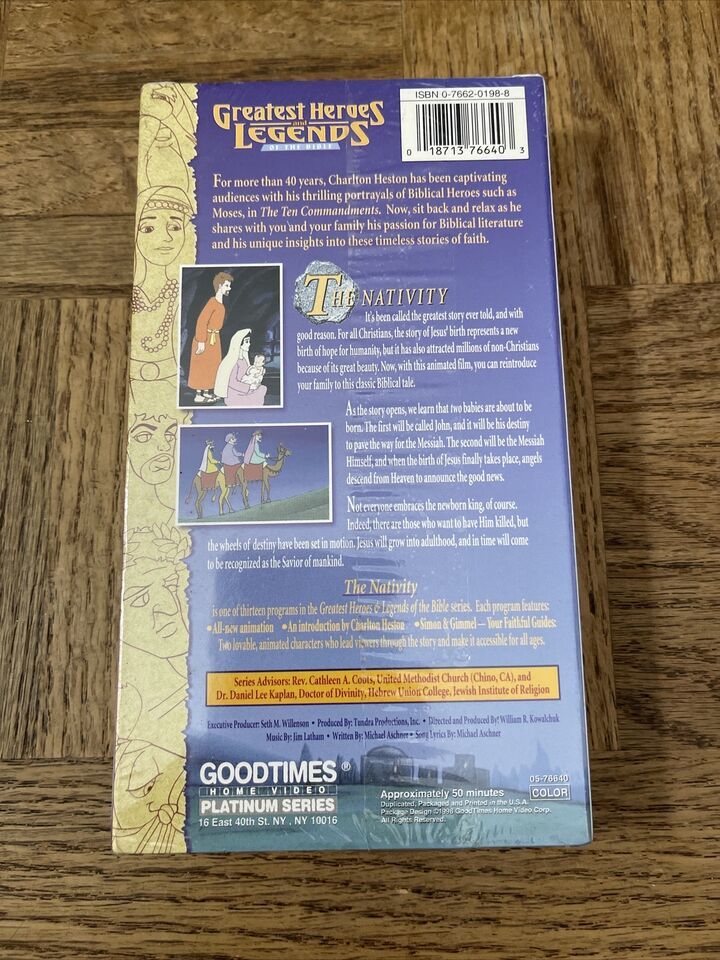 Greatest Heroes
and
LEGENDS
OF THE BIBLE
ISBN 0-7662-0198-8
0 18713 76640 3
For more than 40 years, Charlton Heston has been captivating
audiences with his thrilling portrayals of Biblical Heroes such as
Moses, in The Ten Commandments. Now, sit back and relax as he
shares with you and your family his passion for Biblical literature
and his unique insights into these timeless stories of faith.
THE NATIVITY
It's been called the greatest story ever told, and with
good reason. For all Christians, the story of Jesus' birth represents a new
birth of hope for humanity, but it has also attracted millions of non-Christians
because of its great beauty. Now, with this animated film, you can reintroduce
your family to this classic Biblical tale.
As the story opens, we learn that two babies are about to be
born. The first will be called John, and it will be his destiny
to pave the way for the Messiah. The second will be the Messiah
Himself, and when the birth of Jesus finally takes place, angels
descend from Heaven to announce the good news.
Not everyone embraces the newborn king, of course.
Indeed, there are those who want to have Him killed, but
the wheels of destiny have been set in motion. Jesus will grow into adulthood, and in time will come
to be recognized as the Savior of mankind.
The Nativity
is one of thirteen programs in the Greatest Heroes & Legends of the Bible series. Each program features:
•All-new animation •An introduction by Charlton Heston •Simon & Gimmel—Your Faithful Guides:
Two lovable, animated characters who lead viewers through the story and make it accessible for all ages.
Series Advisors: Rev. Cathleen A. Coots, United Methodist Church (Chino, CA), and
Dr. Daniel Lee Kaplan, Doctor of Divinity, Hebrew Union College, Jewish Institute of Religion
Executive Producer: Seth M. Willenson • Produced By: Tundra Productions, Inc. • Directed and Produced By: William R. Kowalchuk
Music By: Jim Latham • Written By: Michael Aschner • Song Lyrics By: Michael Aschner
GOODTIMES®
HOME VIDEO
PLATINUM SERIES
16 East 40th St. NY, NY 10016
05-76640
Approximately 50 minutes COLOR
Duplicated, Packaged and Printed in the U.S.A.
Package Design ©1998 GoodTimes Home Video Corp.
All Rights Reserved.